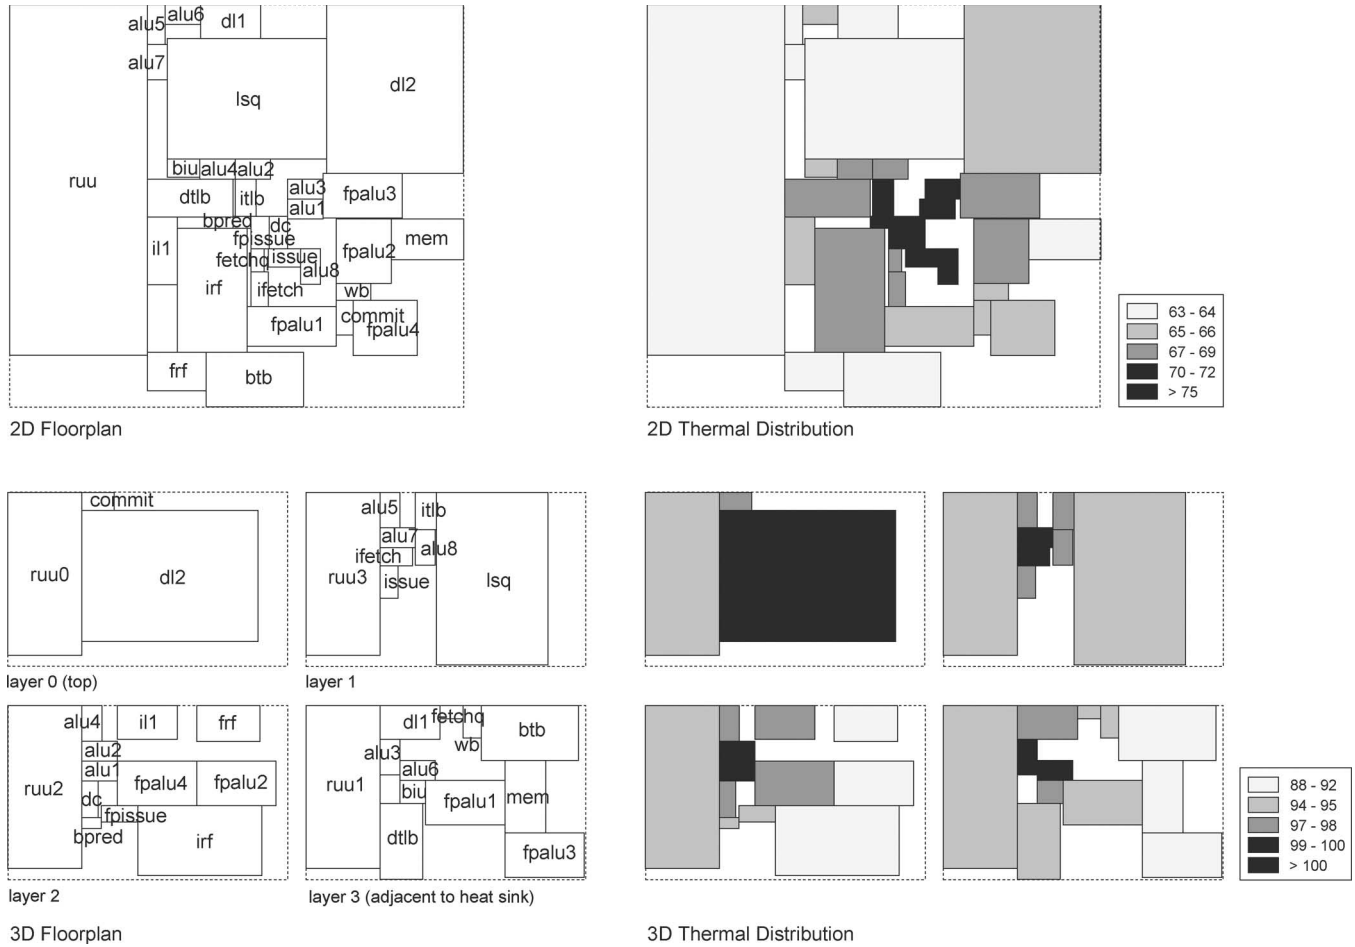 alu5
alu6
dl1
alu7
lsq
dl2
ruu
biu
alu4
alu2
dtlb
itlb
alu3
alu1
fpalu3
bpred
dc
il1
fpissue
fetchq
issue
alu8
fpalu2
mem
irf
ifetch
wb
commit
fpalu1
fpalu4
frf
btb
63 - 64
65 - 66
67 - 69
70 - 72
> 75
2D Floorplan
2D Thermal Distribution
commit
ruu0
dl2
alu5
itlb
alu7
alu8
ifetch
ruu3
issue
lsq
layer 0 (top)
layer 1
alu4
il1
frf
alu2
alu1
ruu2
fpalu4
fpalu2
dc
fpissue
bpred
irf
dl1
fetchq
wb
btb
alu3
alu6
ruu1
biu
fpalu1
mem
dtlb
fpalu3
88 - 92
94 - 95
97 - 98
99 - 100
> 100
layer 2
layer 3 (adjacent to heat sink)
3D Floorplan
3D Thermal Distribution